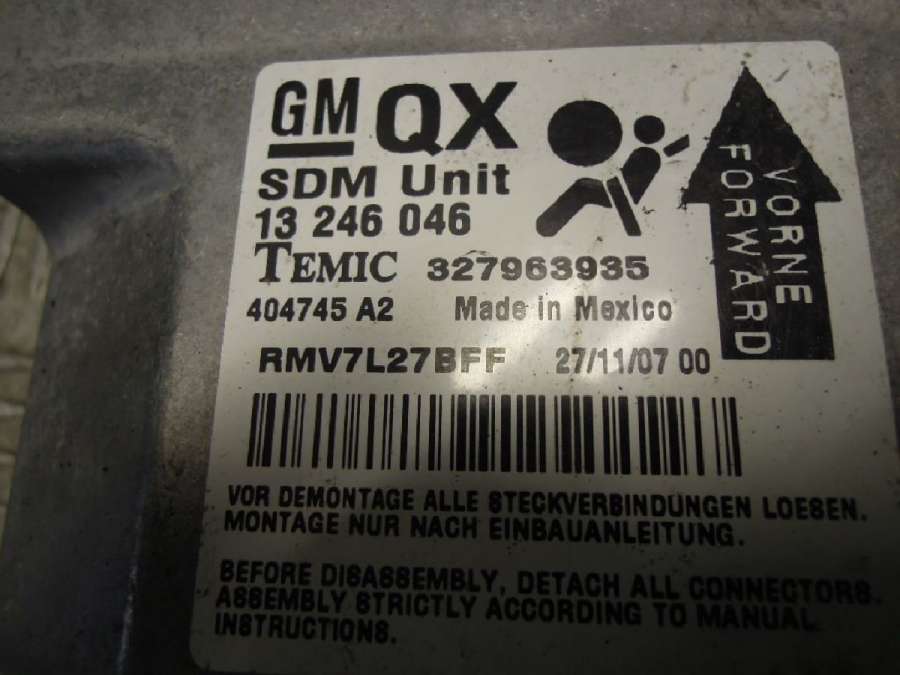 GM QX
SDM Unit
13 246 046
TEMIC 327963935
404745 A2 Made in Mexico
RMV7L27BFF 27/11/07 00
VORNE
FORWARD
VOR DEMONTAGE ALLE STECKVERBINDUNGEN LOESEN.
MONTAGE NUR NACH EINBAUANLEITUNG.
BEFORE DISASSEMBLY, DETACH ALL CONNECTORS.
ASSEMBLY STRICTLY ACCORDING TO MANUAL
INSTRUCTIONS.